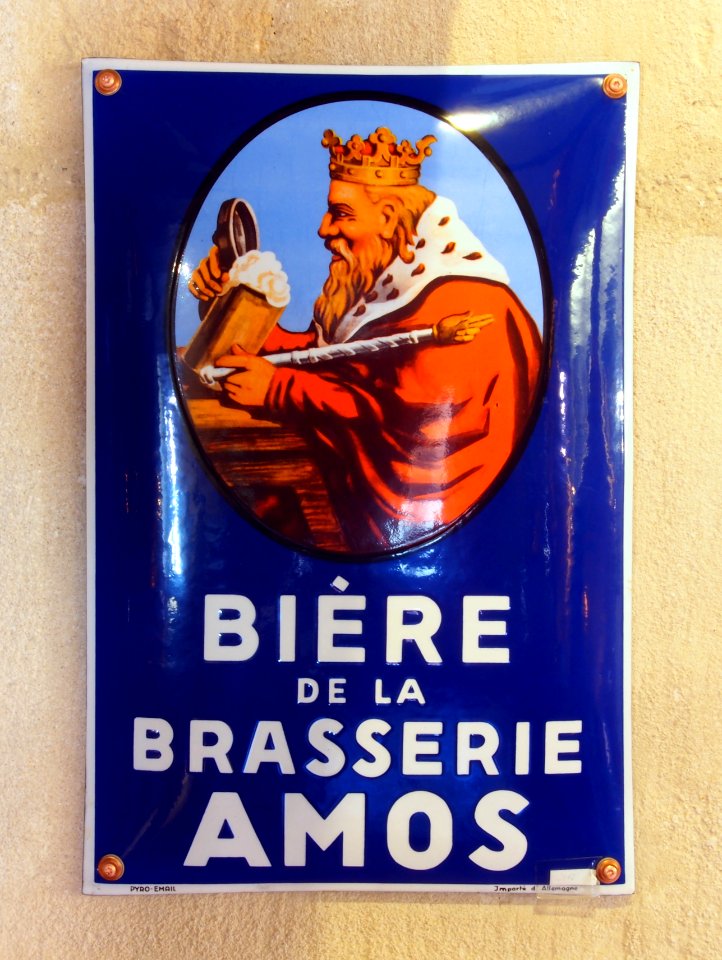 BIÈRE
DE LA
BRASSERIE
AMOS
PYRO-EMAIL
Importé d'Allemagne